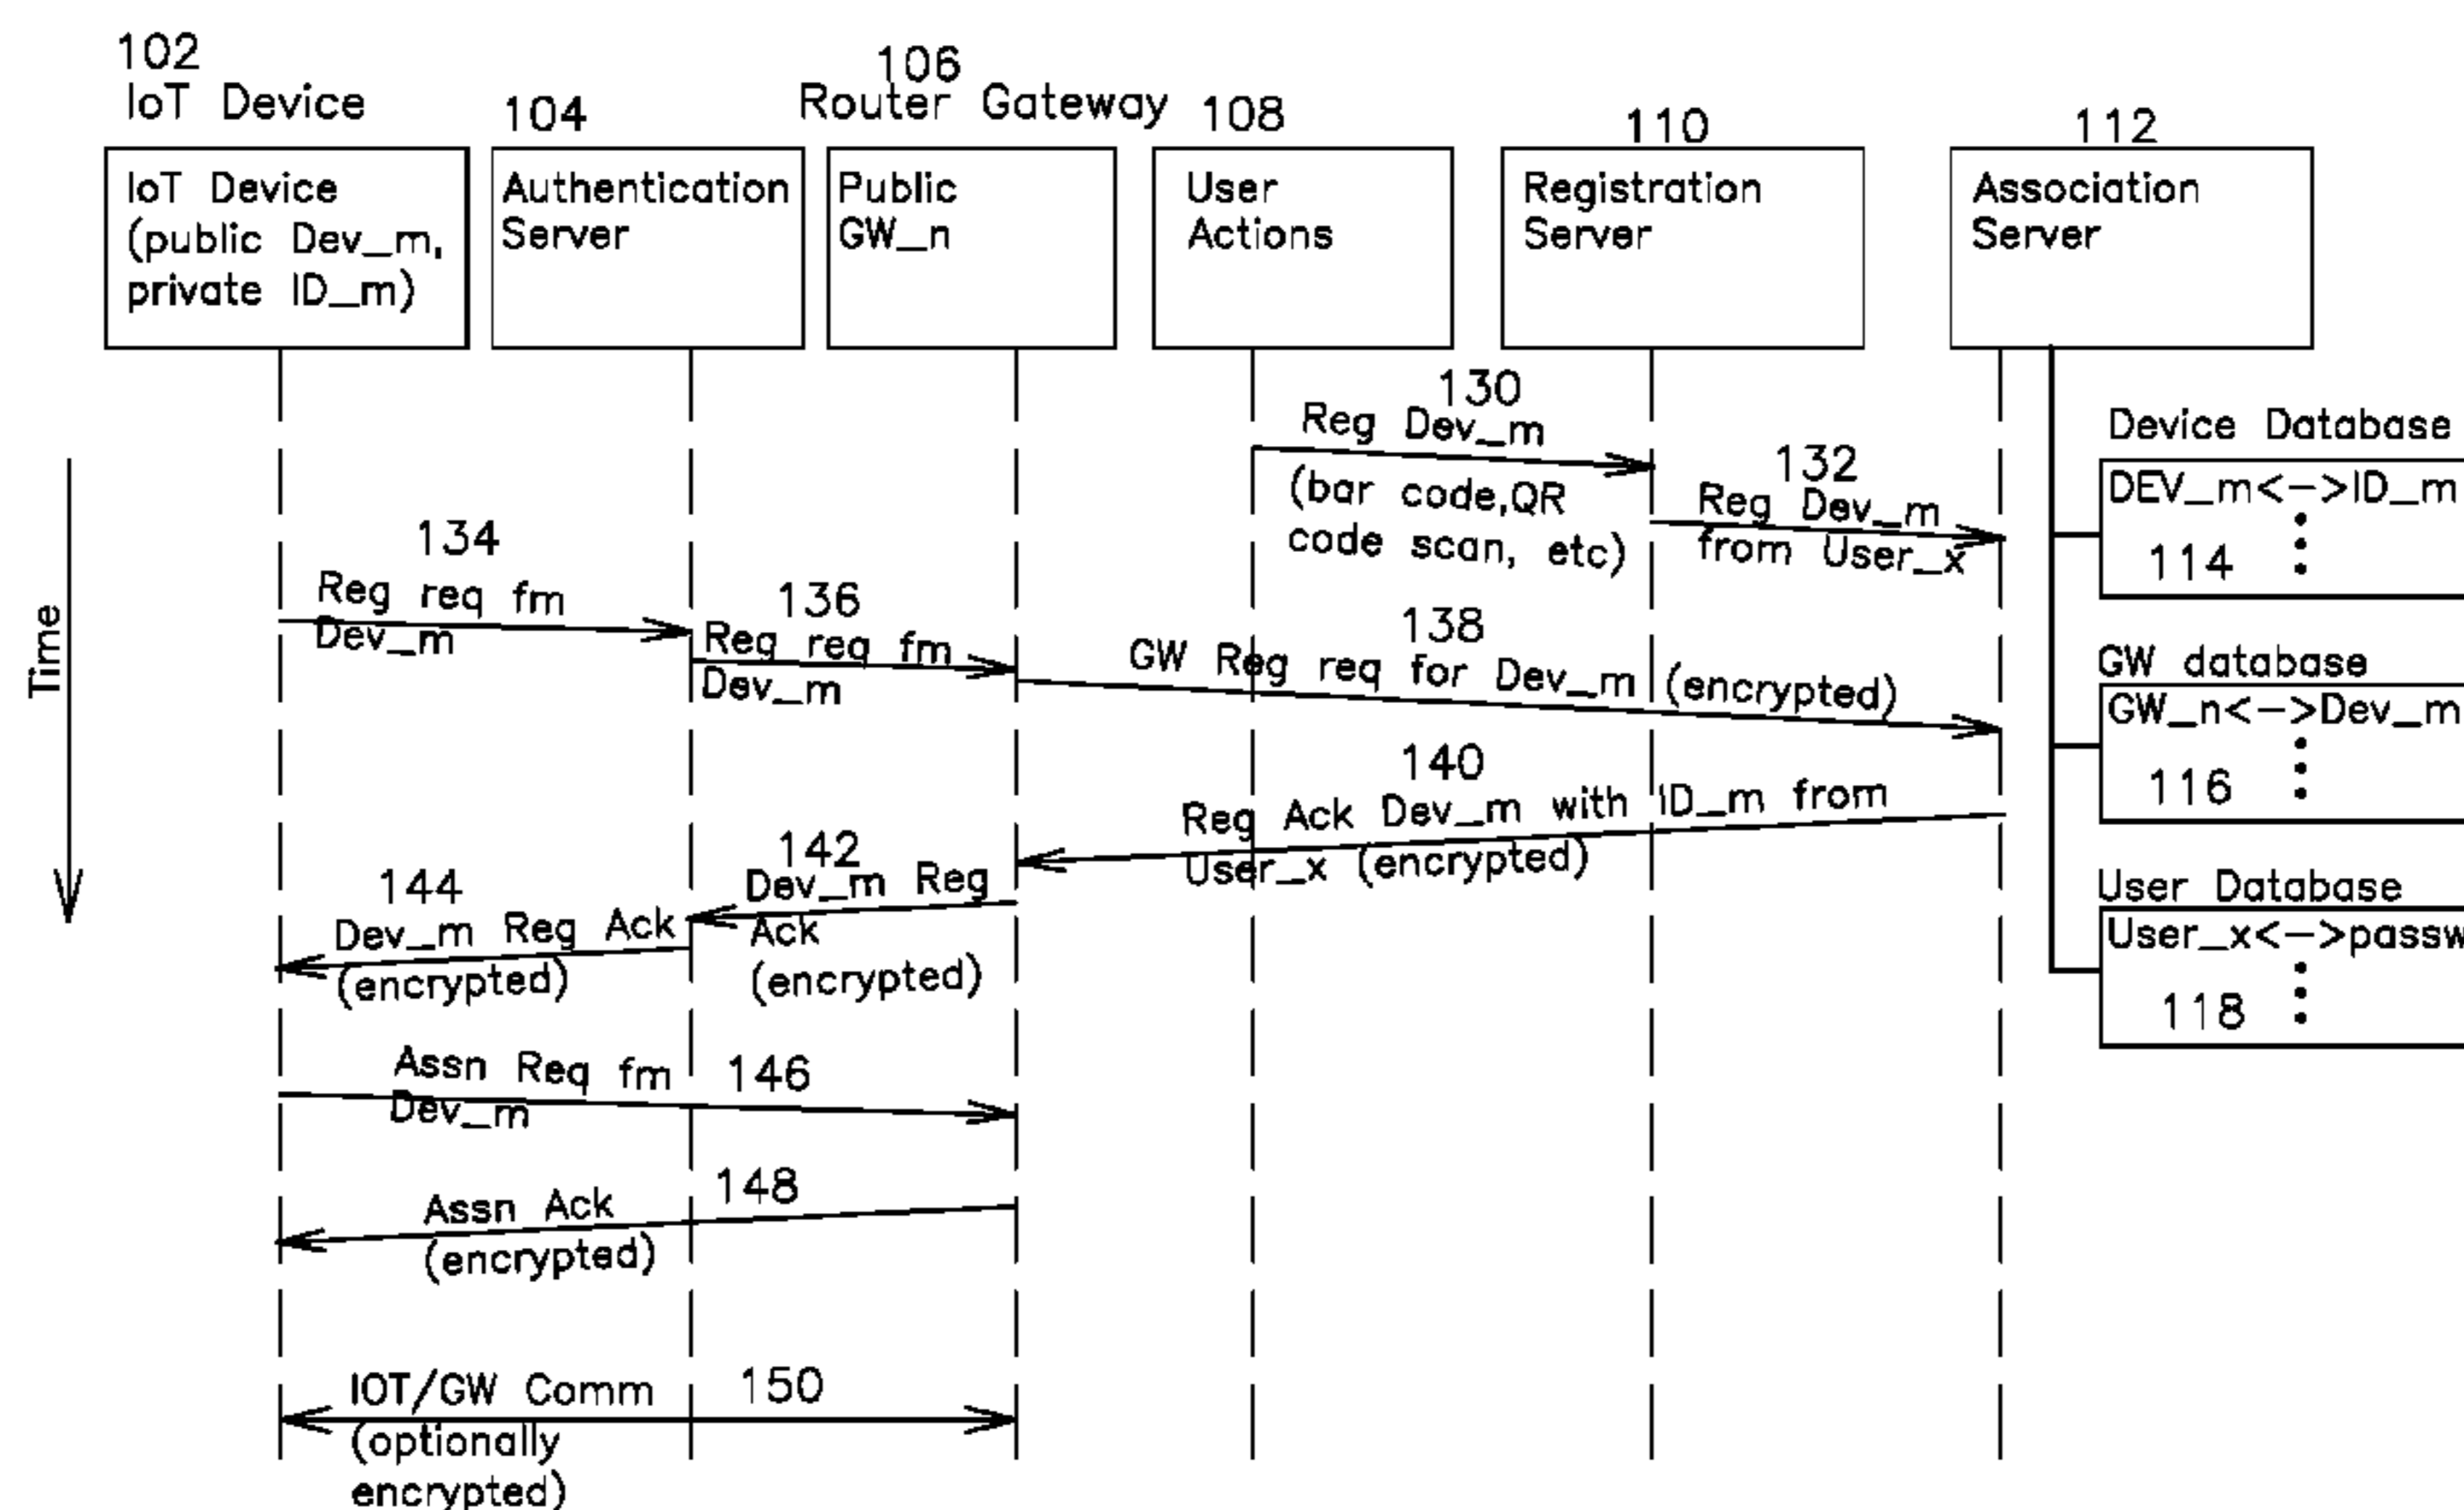 102
IoT Device
104
106
Router Gateway
108
110
112
IoT Device
(public Dev_m,
private ID_m)
Authentication
Server
Public
GW_n
User
Actions
Registration
Server
Association
Server
130
Reg Dev_m
(bar code,QR
code scan, etc)
132
Reg Dev_m
from User_x
Device Database
DEV_m<->ID_m
114
Time
134
Reg req fm
Dev_m
136
Reg req fm
Dev_m
138
GW Reg req for Dev_m (encrypted)
GW database
GW_n<->Dev_m
116
140
Reg Ack Dev_m with ID_m from
User_x (encrypted)
142
Dev_m Reg
Ack
(encrypted)
144
Dev_m Reg Ack
(encrypted)
User Database
User_x<->passw
118
Assn Req fm 146
Dev_m
148
Assn Ack
(encrypted)
IOT/GW Comm 150
(optionally
encrypted)